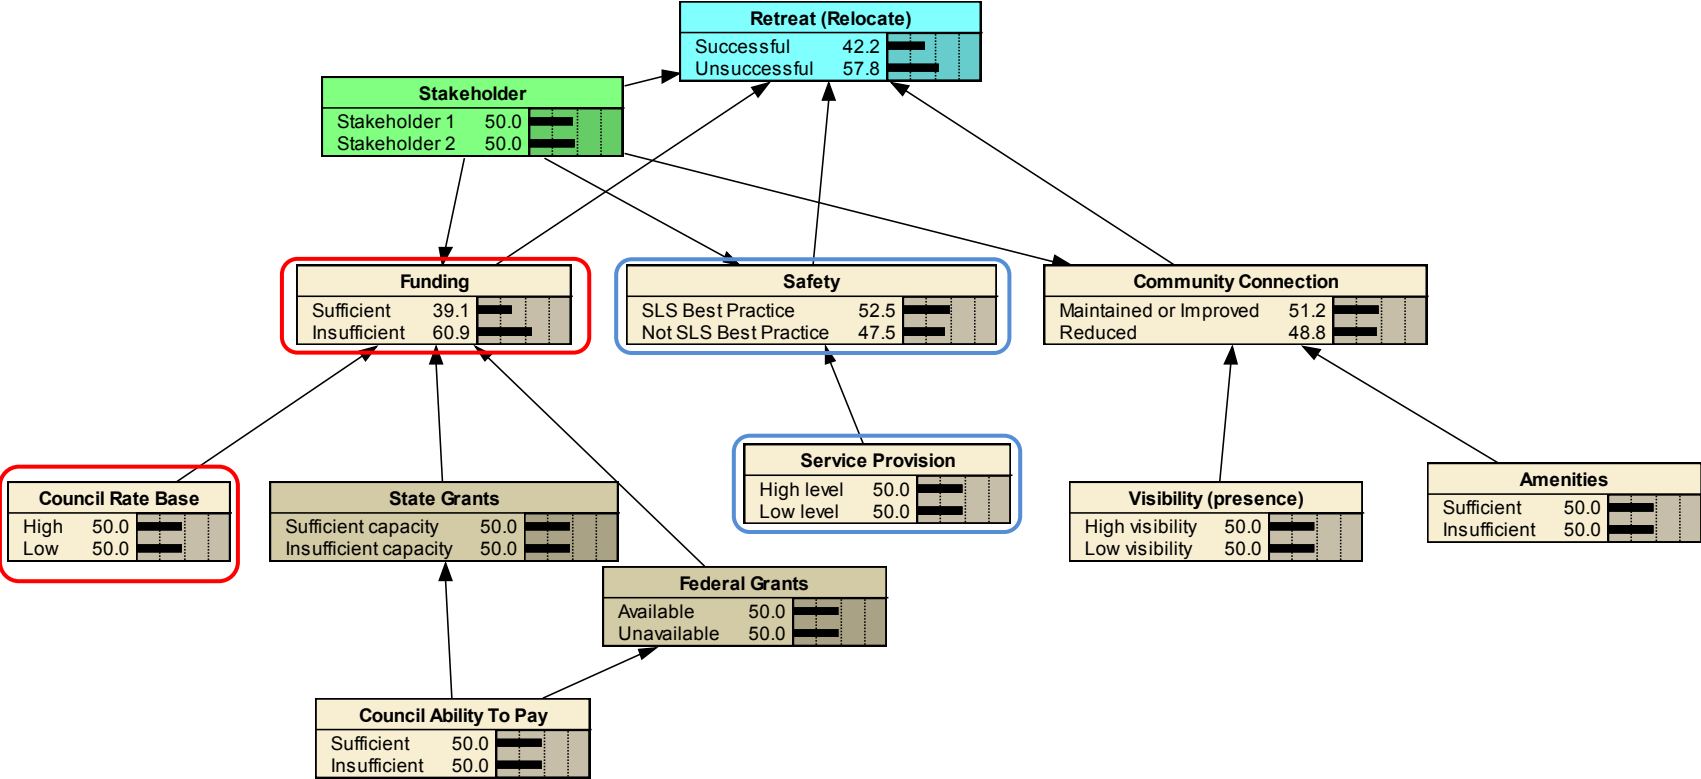 Retreat (Relocate)
Successful 42.2
Unsuccessful 57.8
Stakeholder
Stakeholder 1 50.0
Stakeholder 2 50.0
Funding
Sufficient 39.1
Insufficient 60.9
Safety
SLS Best Practice 52.5
Not SLS Best Practice 47.5
Community Connection
Maintained or Improved 51.2
Reduced 48.8
Council Rate Base
High 50.0
Low 50.0
State Grants
Sufficient capacity 50.0
Insufficient capacity 50.0
Service Provision
High level 50.0
Low level 50.0
Visibility (presence)
High visibility 50.0
Low visibility 50.0
Amenities
Sufficient 50.0
Insufficient 50.0
Federal Grants
Available 50.0
Unavailable 50.0
Council Ability To Pay
Sufficient 50.0
Insufficient 50.0